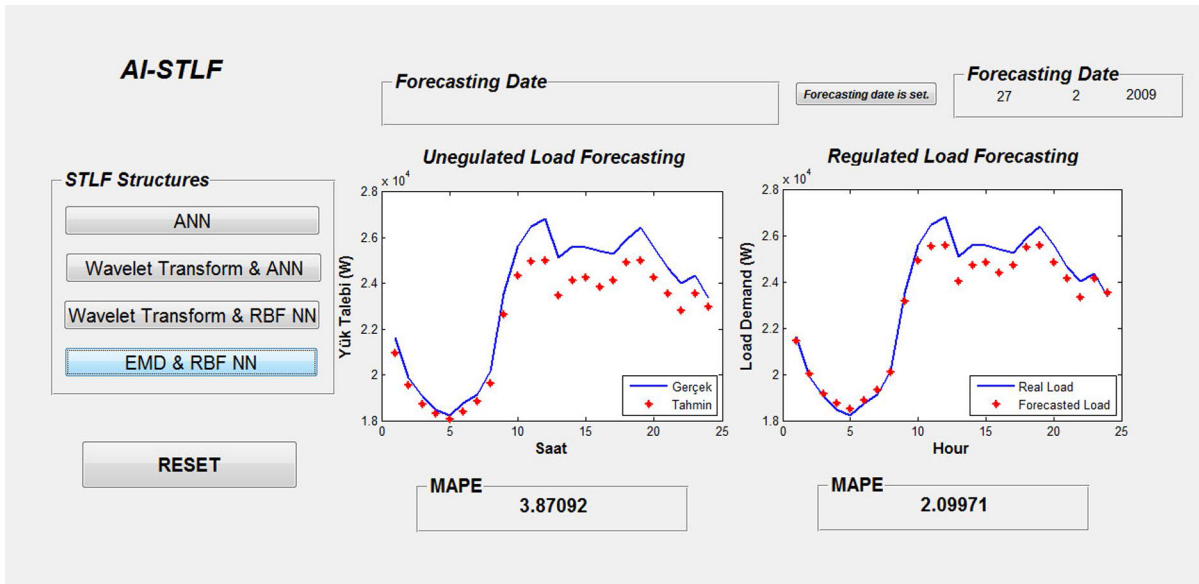 AI-STLF
Forecasting Date
Forecasting date is set.
Forecasting Date
27 2 2009
STLF Structures
ANN
Wavelet Transform & ANN
Wavelet Transform & RBF NN
EMD & RBF NN
RESET
Unegulated Load Forecasting
x 10^4
2.8
2.6
2.4
2.2
2
1.8
Yük Talebi (W)
0 5 10 15 20 25
Saat
Gerçek
Tahmin
MAPE
3.87092
Regulated Load Forecasting
x 10^4
2.8
2.6
2.4
2.2
2
1.8
Load Demand (W)
0 5 10 15 20 25
Hour
Real Load
Forecasted Load
MAPE
2.09971